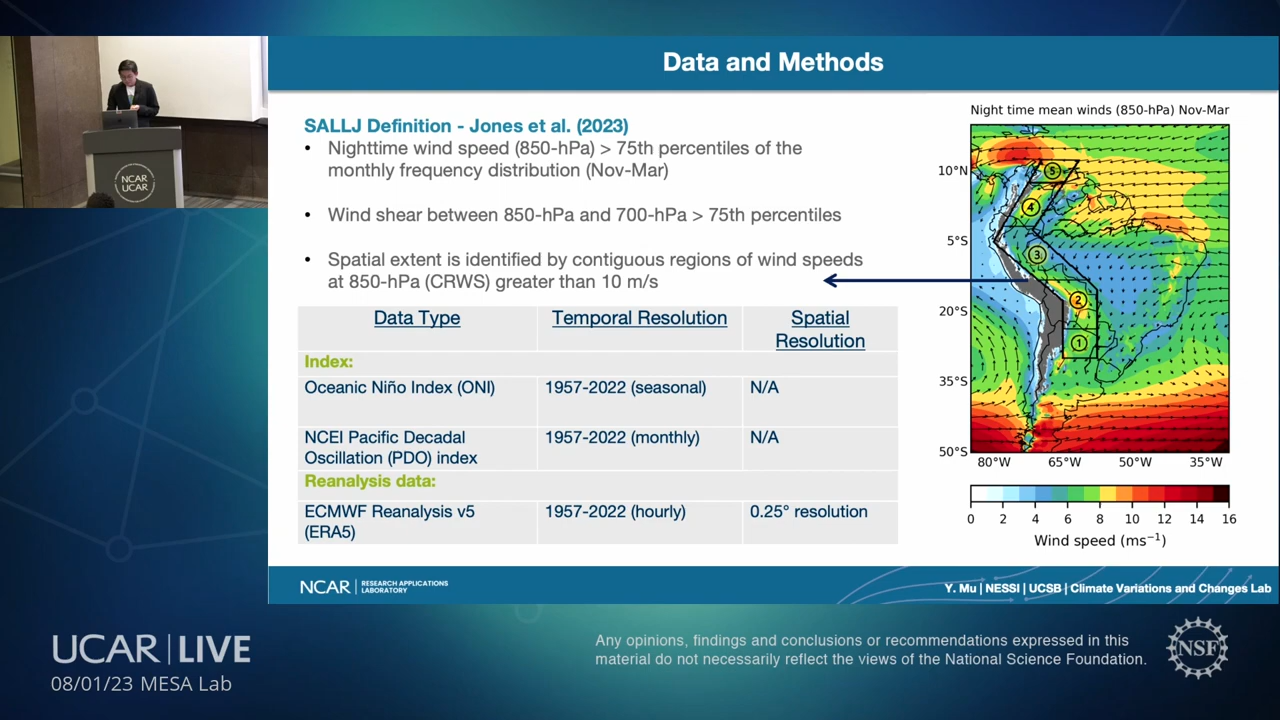 Data and Methods
NCAR
UCAR
SALLJ Definition - Jones et al. (2023)
• Nighttime wind speed (850-hPa) > 75th percentiles of the
monthly frequency distribution (Nov-Mar)
• Wind shear between 850-hPa and 700-hPa > 75th percentiles
• Spatial extent is identified by contiguous regions of wind speeds
at 850-hPa (CRWS) greater than 10 m/s
Data Type Temporal Resolution Spatial
Resolution
Index:
Oceanic Niño Index (ONI) 1957-2022 (seasonal) N/A
NCEI Pacific Decadal 1957-2022 (monthly) N/A
Oscillation (PDO) index
Reanalysis data:
ECMWF Reanalysis v5 1957-2022 (hourly) 0.25° resolution
(ERA5)
Night time mean winds (850-hPa) Nov-Mar
10°N
5°S
20°S
35°S
50°S
5
4
3
2
1
80°W 65°W 50°W 35°W
0 2 4 6 8 10 12 14 16
Wind speed (ms⁻¹)
NCAR | RESEARCH APPLICATIONS
LABORATORY
Y. Mu | NESSI | UCSB | Climate Variations and Changes Lab
UCAR | LIVE
08/01/23 MESA Lab
Any opinions, findings and conclusions or recommendations expressed in this
material do not necessarily reflect the views of the National Science Foundation.
NSF